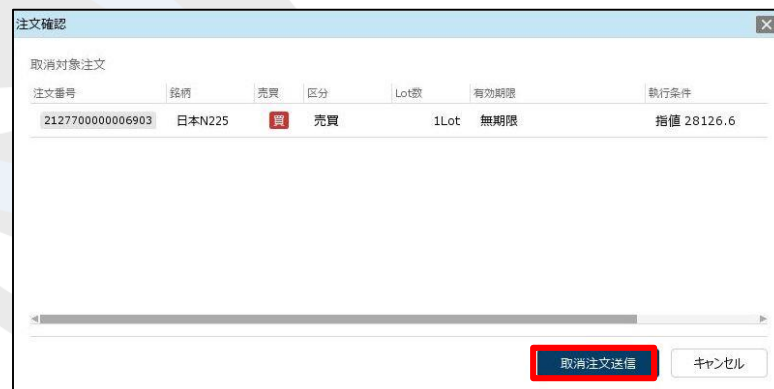 注文確認
取消対象注文
注文番号 銘柄 売買 区分 Lot数 有効期限 執行条件
2127700000006903 日本N225 買 売買 1Lot 無期限 指値 28126.6
取消注文送信 キャンセル